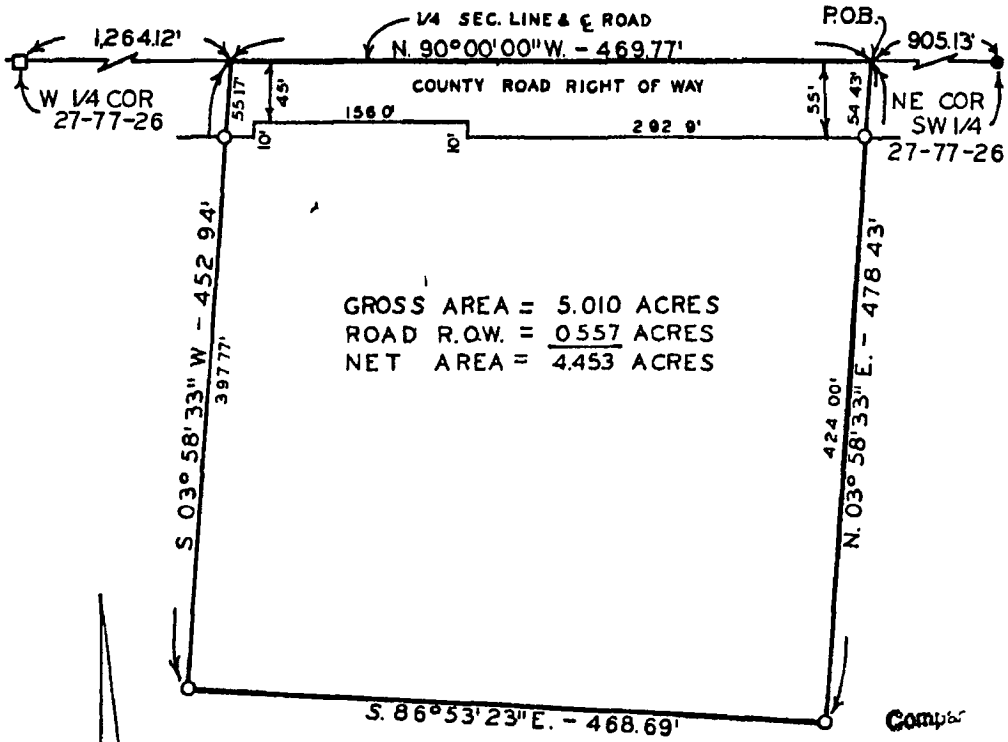 1/4 SEC. LINE & ℄ ROAD
P.O.B.
1,264.12'
N. 90°00'00"W. - 469.77'
905.13'
W 1/4 COR
27-77-26
55 17'
45'
COUNTY ROAD RIGHT OF WAY
55'
54 43'
NE COR
SW 1/4
27-77-26
156 0'
292 9'
10'
10'
S 03° 58' 33" W - 452 94'
397 77'
GROSS AREA = 5.010 ACRES
ROAD R.O.W. = 0 557 ACRES
NET AREA = 4.453 ACRES
424 00'
N. 03° 58' 33" E. - 478 43'
S. 86° 53' 23" E. - 468.69'